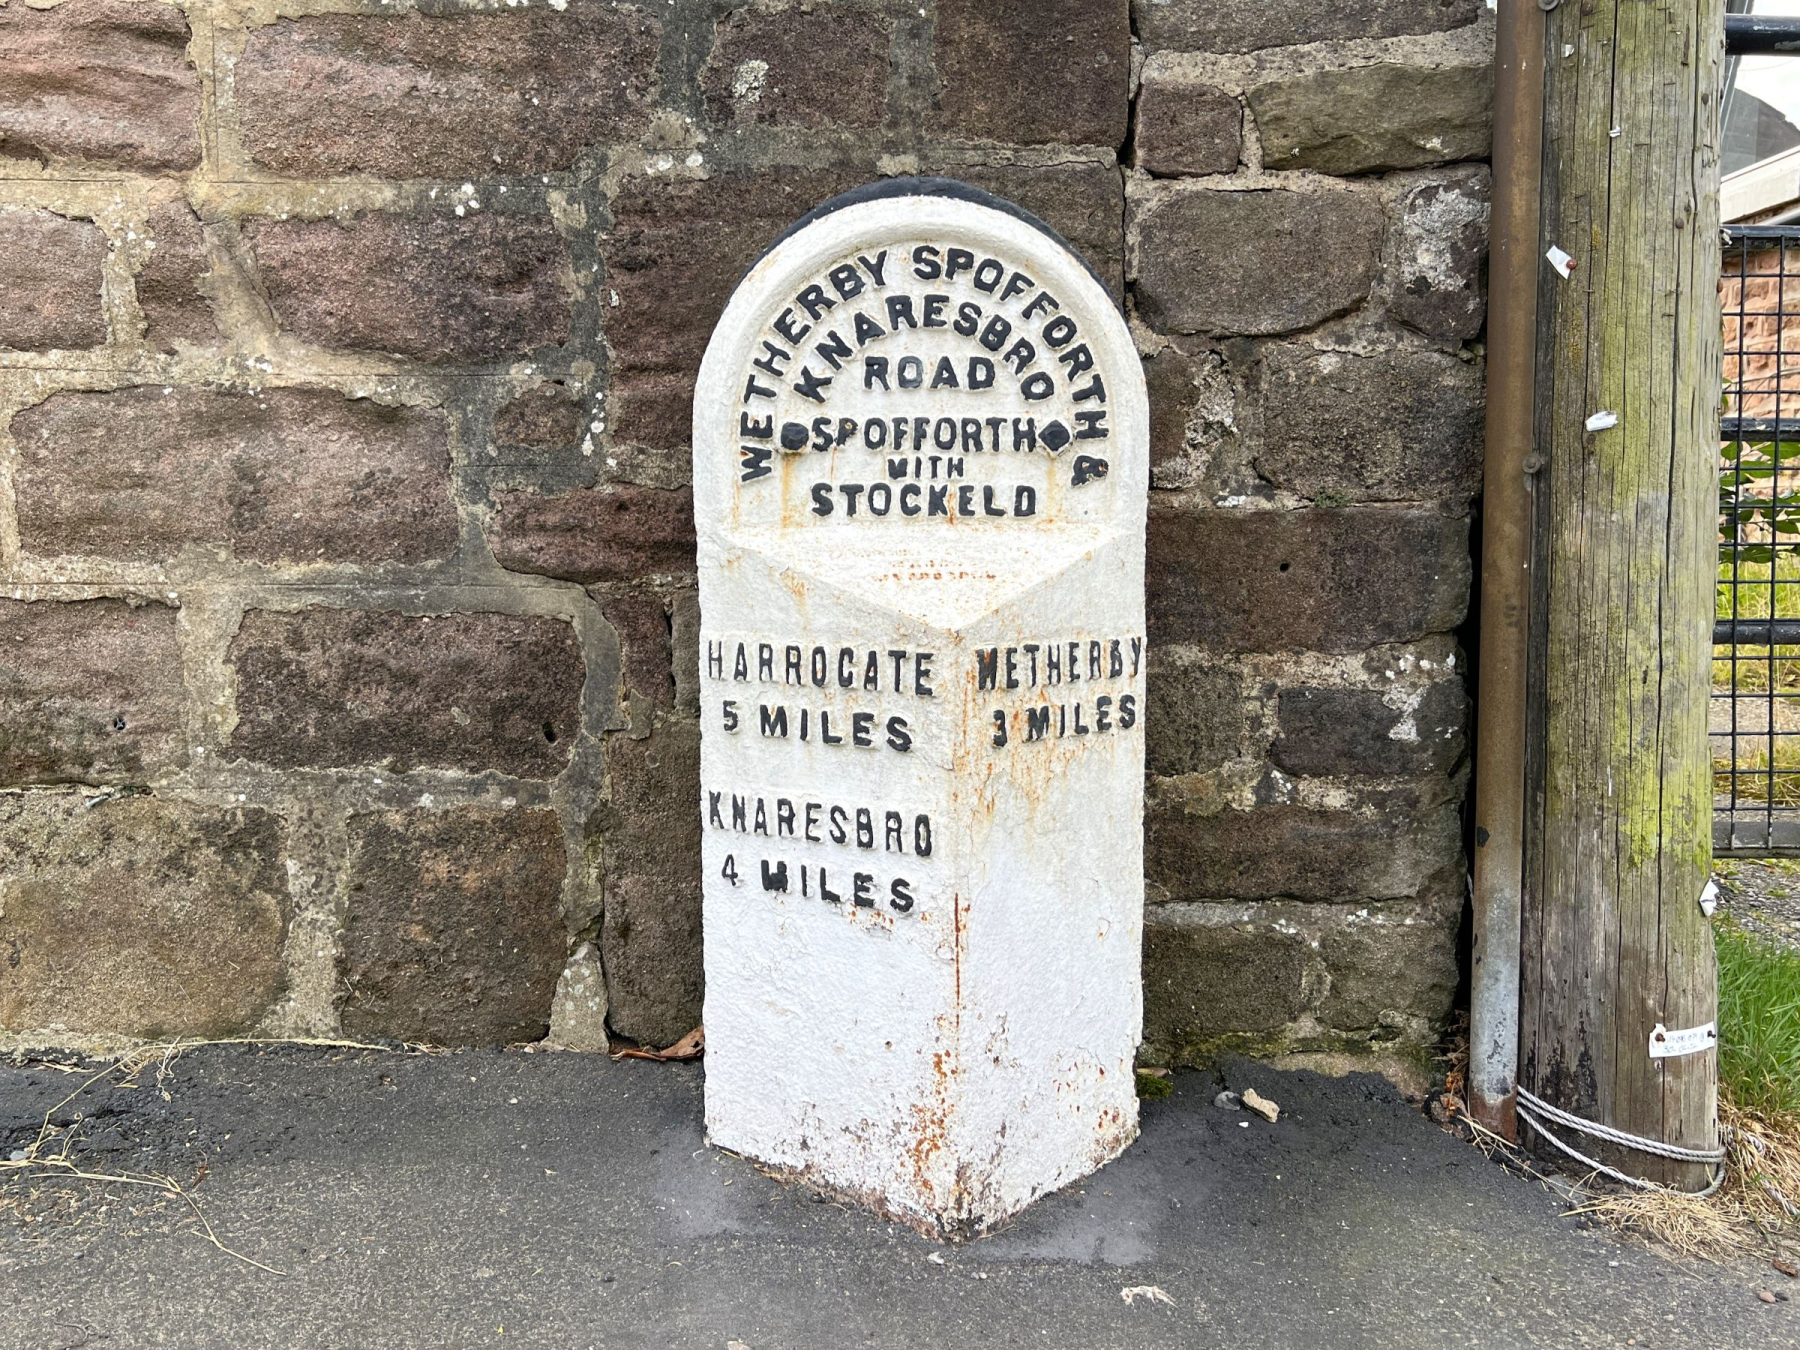 WETHERBY SPOFFORTH &
KNARESBRO
ROAD
SPOFFORTH
WITH
STOCKELD
HARROGATE
5 MILES
KNARESBRO
4 MILES
WETHERBY
3 MILES